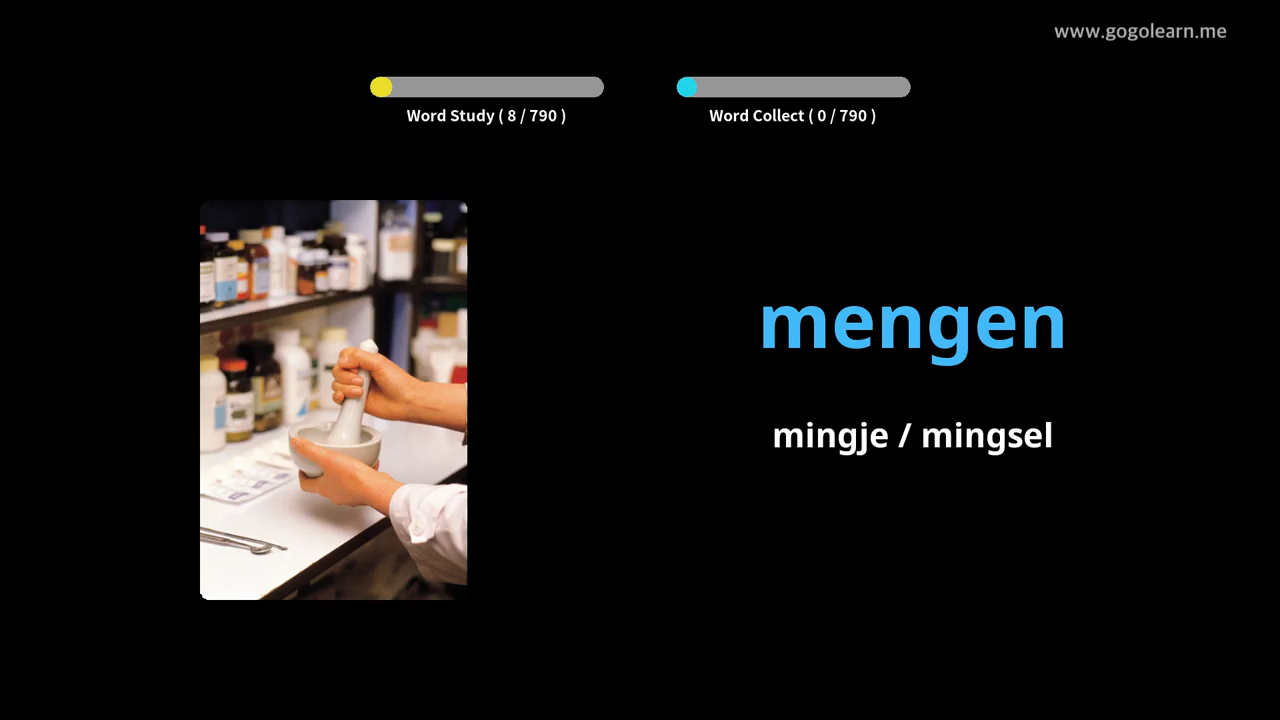 www.gogolearn.me
Word Study ( 8 / 790 )
Word Collect ( 0 / 790 )
mengen
mingje / mingsel